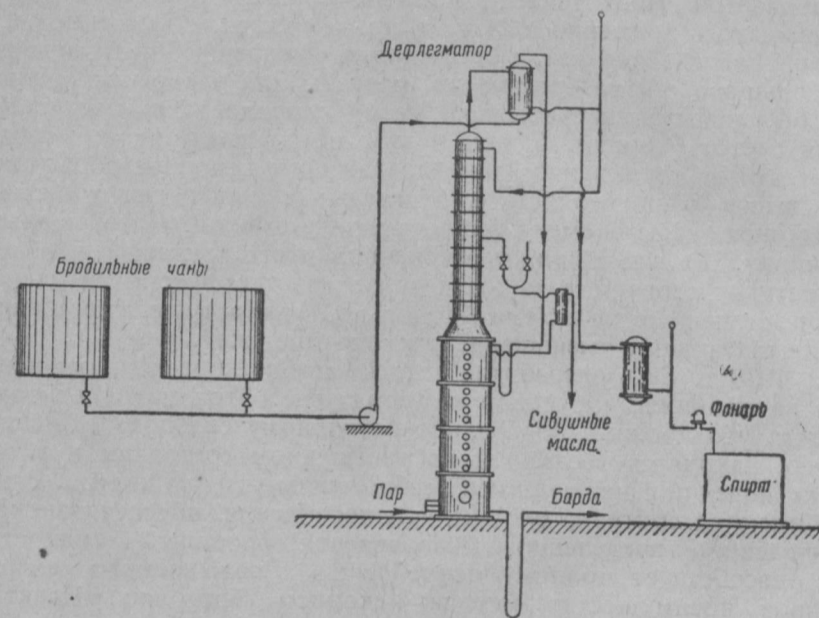 Дефлегматор
Бродильные чаны
Фонарь
Сивушные
масла
Спирт
Пар
Барда